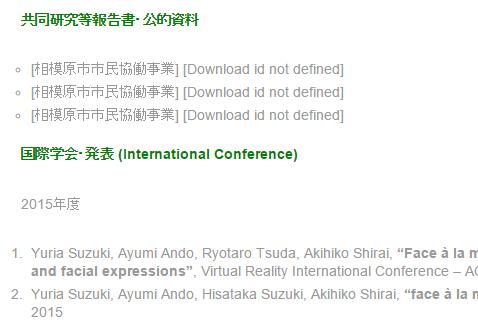 共同研究等報告書・公的資料
[相模原市市民協働事業] [Download id not defined]
[相模原市市民協働事業] [Download id not defined]
[相模原市市民協働事業] [Download id not defined]
国際学会・発表 (International Conference)
2015年度
1. Yuria Suzuki, Ayumi Ando, Ryotaro Tsuda, Akihiko Shirai, “Face à la
and facial expressions”, Virtual Reality International Conference –
2. Yuria Suzuki, Ayumi Ando, Hisataka Suzuki, Akihiko Shirai, “face à la
2015